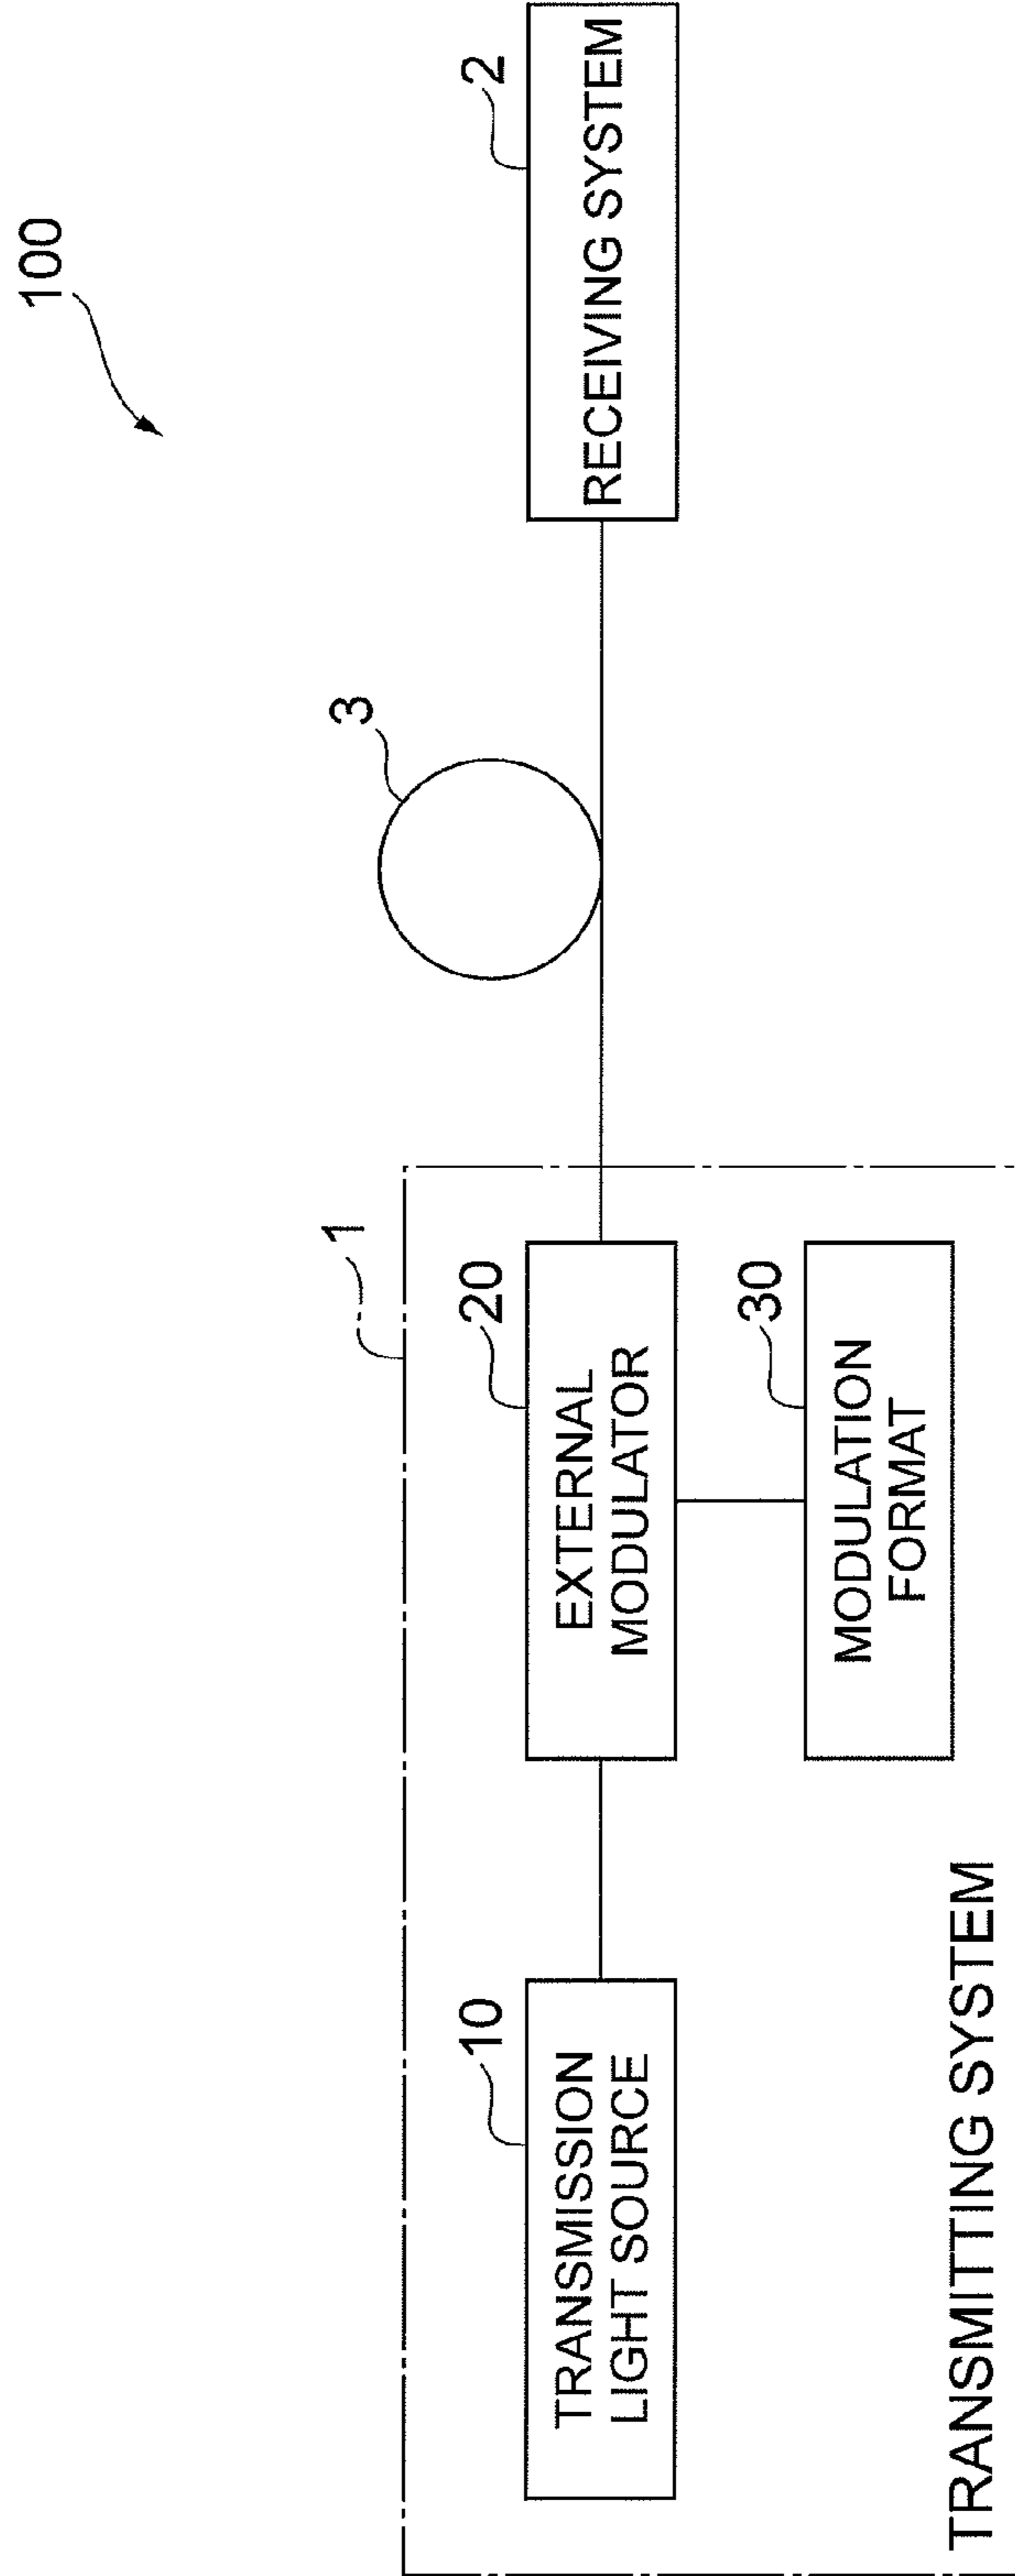 100
1
3
2
10
TRANSMISSION
LIGHT SOURCE
20
EXTERNAL
MODULATOR
RECEIVING SYSTEM
30
MODULATION
FORMAT
TRANSMITTING SYSTEM